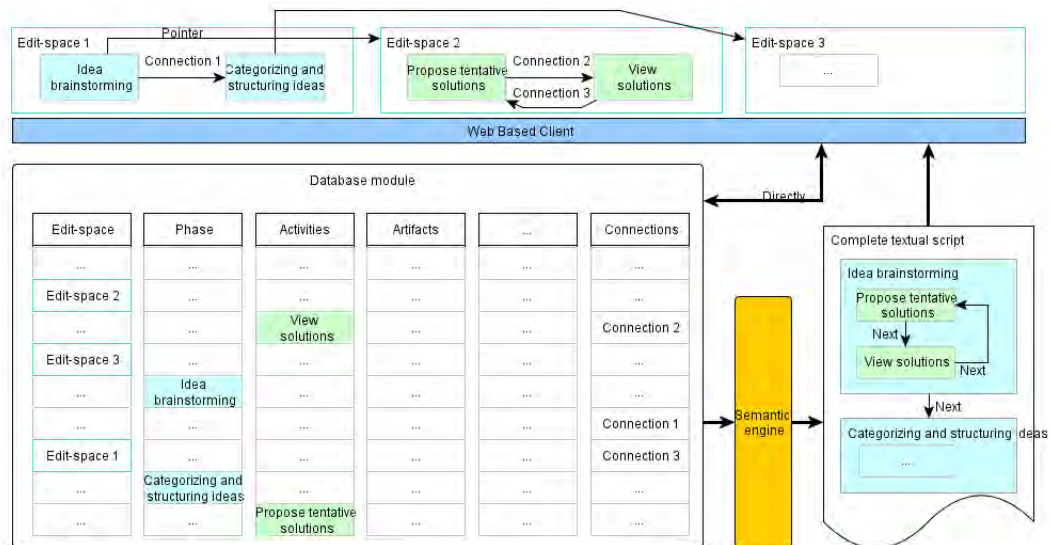 Edit-space 1
Pointer
Edit-space 2
Edit-space 3
Idea
brainstorming
Connection 1
Categorizing and
structuring ideas
Propose tentative
solutions
Connection 2
Connection 3
View
solutions
...
Web Based Client
Database module
Directly
Edit-space
Phase
Activities
Artifacts
...
Connections
... ... ... ... ... ...
Edit-space 2 ... ... ... ... ...
... ... View
solutions ... ... Connection 2
Edit-space 3 ... ... ... ... ...
... Idea
brainstorming ... ... ... ...
... ... ... ... ... Connection 1
Edit-space 1 ... ... ... ... Connection 3
... Categorizing and
structuring ideas ... ... ... ...
... ... Propose tentative
solutions ... ... ...
Semantic
engine
Complete textual script
Idea brainstorming
Propose tentative
solutions
Next
View solutions
Next
Next
Categorizing and structuring ideas
...